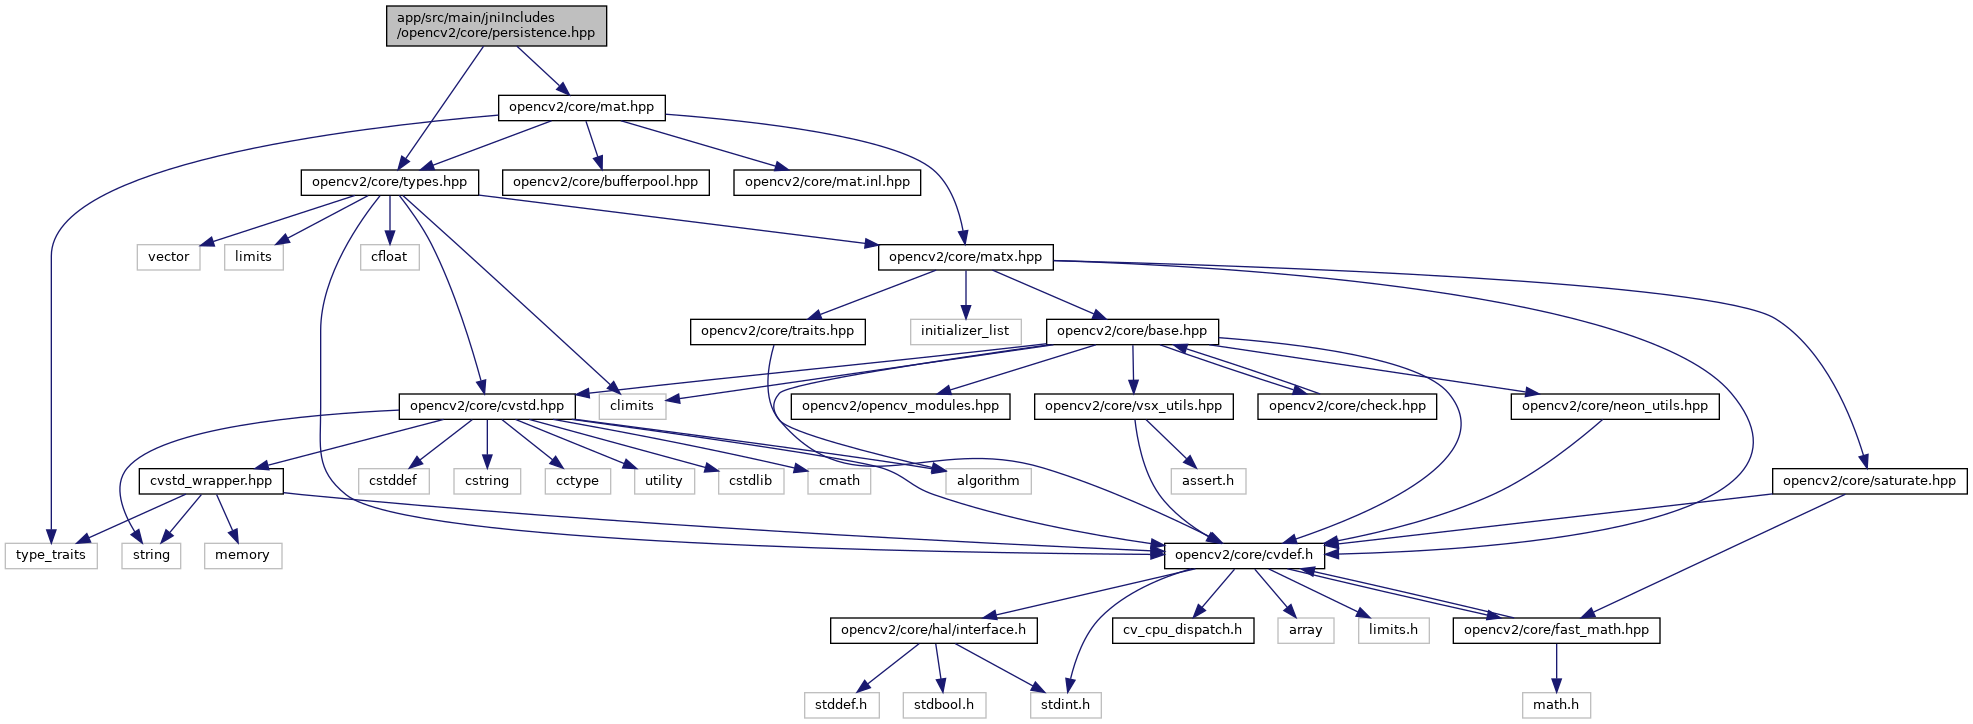 app/src/main/jniIncludes
/opencv2/core/persistence.hpp
opencv2/core/mat.hpp
opencv2/core/types.hpp
opencv2/core/bufferpool.hpp
opencv2/core/mat.inl.hpp
vector
limits
cfloat
opencv2/core/matx.hpp
opencv2/core/traits.hpp
initializer_list
opencv2/core/base.hpp
opencv2/core/cvstd.hpp
climits
opencv2/opencv_modules.hpp
opencv2/core/vsx_utils.hpp
opencv2/core/check.hpp
opencv2/core/neon_utils.hpp
cvstd_wrapper.hpp
cstddef
cstring
cctype
utility
cstdlib
cmath
algorithm
assert.h
opencv2/core/saturate.hpp
type_traits
string
memory
opencv2/core/cvdef.h
opencv2/core/hal/interface.h
cv_cpu_dispatch.h
array
limits.h
opencv2/core/fast_math.hpp
stddef.h
stdbool.h
stdint.h
math.h